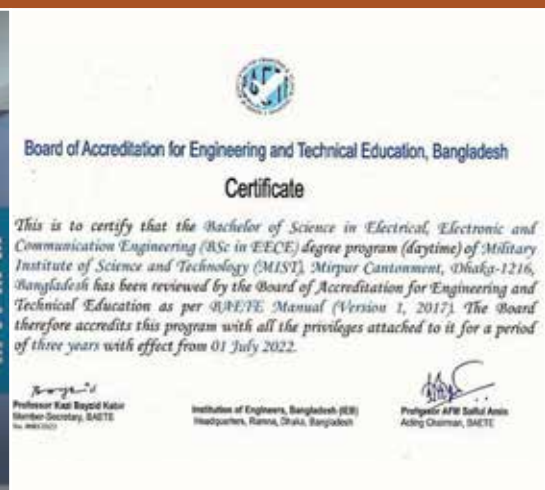 Board of Accreditation for Engineering and Technical Education, Bangladesh
Certificate
This is to certify that the Bachelor of Science in Electrical, Electronic and
Communication Engineering (BSc in EECE) degree program (daytime) of Military
Institute of Science and Technology (MIST), Mirpur Cantonment, Dhaka-1216,
Bangladesh has been reviewed by the Board of Accreditation for Engineering and
Technical Education as per BAETE Manual (Version 1, 2017). The Board
therefore accredits this program with all the privileges attached to it for a period
of three years with effect from 01 July 2022.
Professor Kazi Bayzid Kabir
Member-Secretary, BAETE
Institution of Engineers, Bangladesh (IEB)
Headquarters, Ramna, Dhaka, Bangladesh
Professor AFM Saiful Amin
Acting Chairman, BAETE